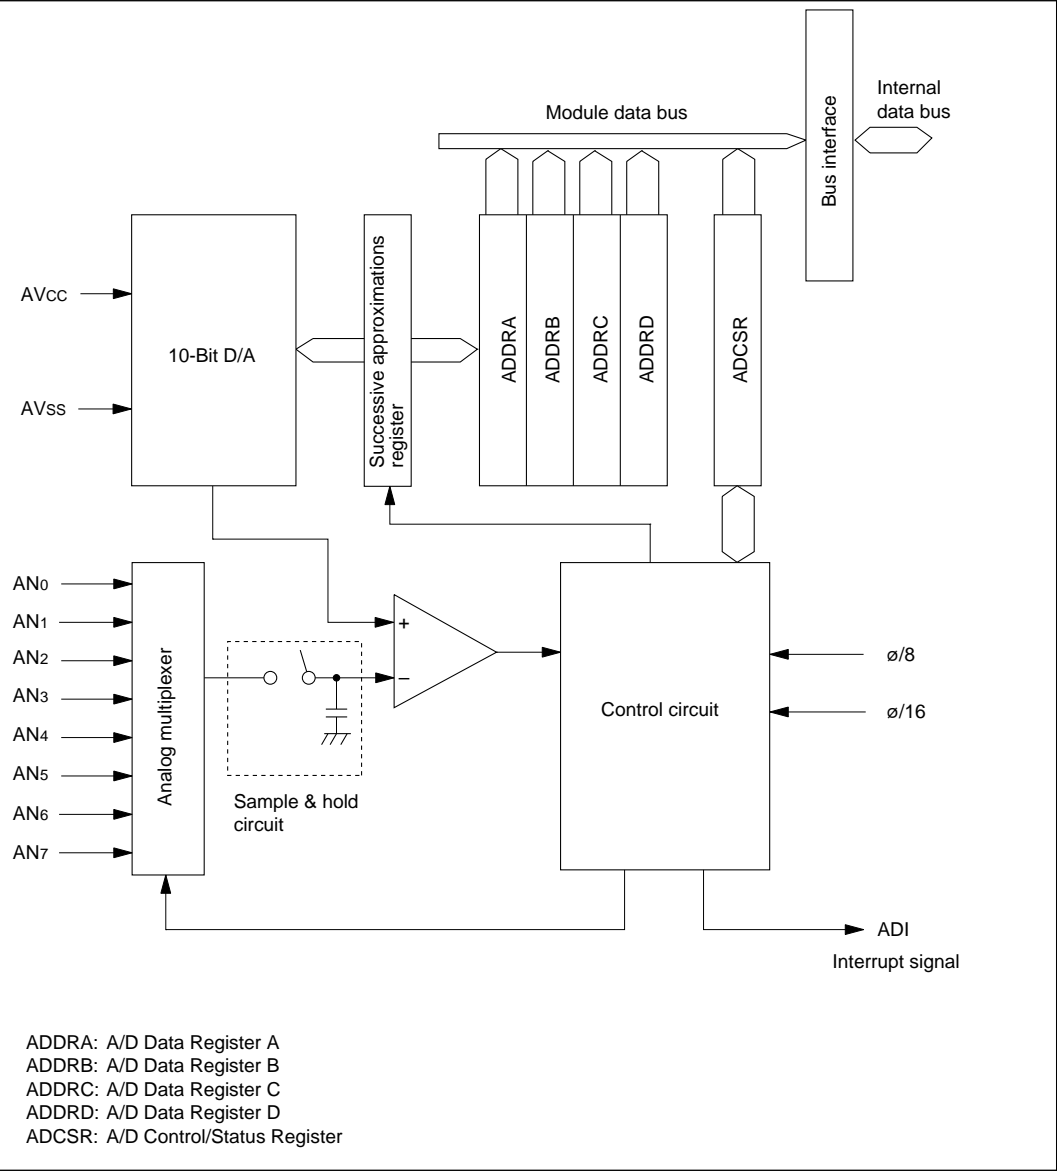 Internal
data bus
Module data bus
Bus interface
AVCC
AVSS
10-Bit D/A
Successive approximations
register
ADDRA
ADDRB
ADDRC
ADDRD
ADCSR
AN0
AN1
AN2
AN3
AN4
AN5
AN6
AN7
Analog multiplexer
+
−
Sample & hold
circuit
Control circuit
ø/8
ø/16
ADI
Interrupt signal
ADDRA: A/D Data Register A
ADDRB: A/D Data Register B
ADDRC: A/D Data Register C
ADDRD: A/D Data Register D
ADCSR: A/D Control/Status Register